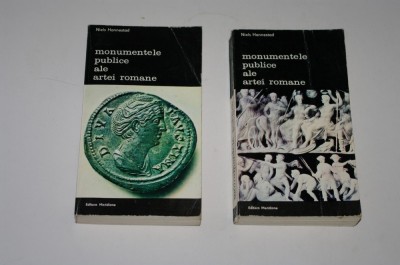 Niels Hannestad
monumentele
publice
ale
artei romane
DIVA
FAVSTINA
Editura Meridiane
Niels Hannestad
monumentele
publice
ale
artei romane
Editura Meridiane